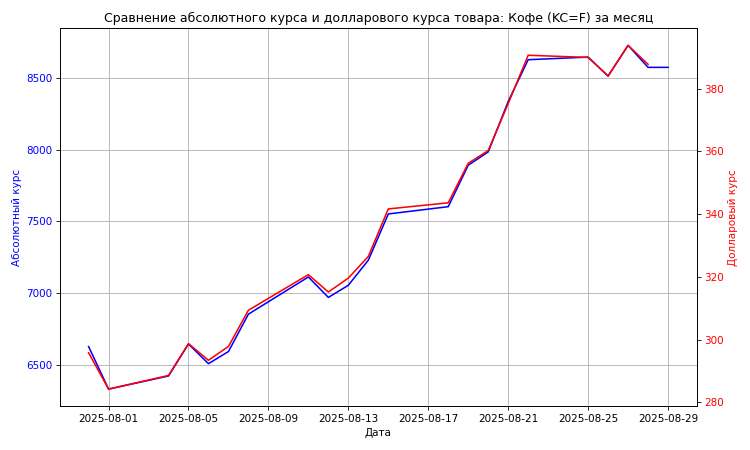 Сравнение абсолютного курса и долларового курса товара: Кофе (KC=F) за месяц
Абсолютный курс
8500
8000
7500
7000
6500
380
360
340
320
300
280
Долларовый курс
2025-08-01 2025-08-05 2025-08-09 2025-08-13 2025-08-17 2025-08-21 2025-08-25 2025-08-29
Дата